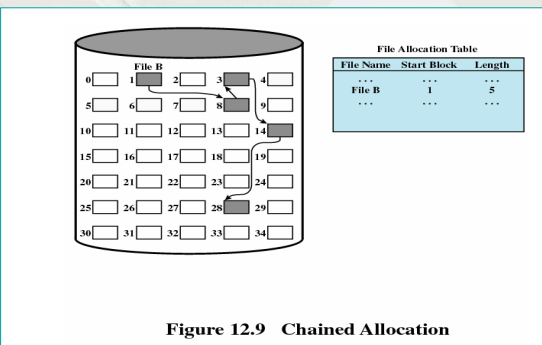 File Allocation Table
File Name Start Block Length
... ... ...
File B 1 5
... ... ...
File B
0 1 2 3 4
5 6 7 8 9
10 11 12 13 14
15 16 17 18 19
20 21 22 23 24
25 26 27 28 29
30 31 32 33 34
Figure 12.9 Chained Allocation